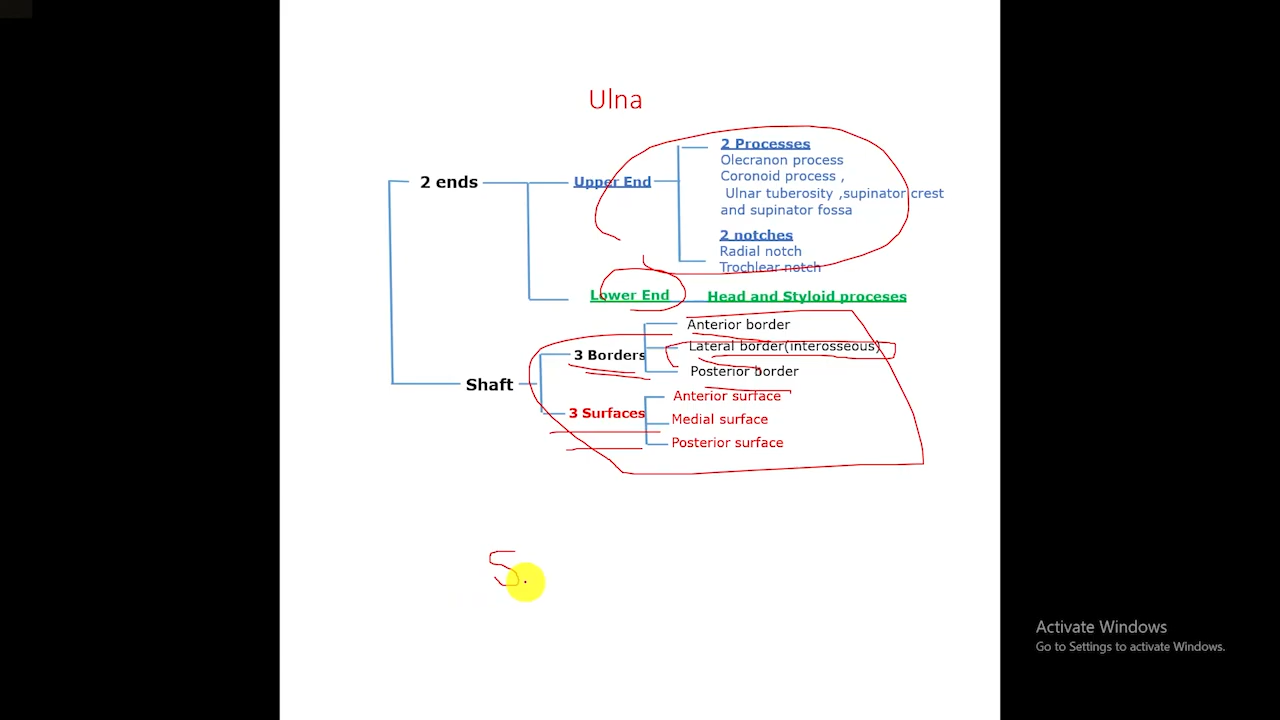 Ulna
2 ends
Upper End
2 Processes
Olecranon process
Coronoid process ,
Ulnar tuberosity ,supinator crest
and supinator fossa
2 notches
Radial notch
Trochlear notch
Lower End
Head and Styloid proceses
Shaft
3 Borders
Anterior border
Lateral border(interosseous)
Posterior border
3 Surfaces
Anterior surface
Medial surface
Posterior surface
5
Activate Windows
Go to Settings to activate Windows.